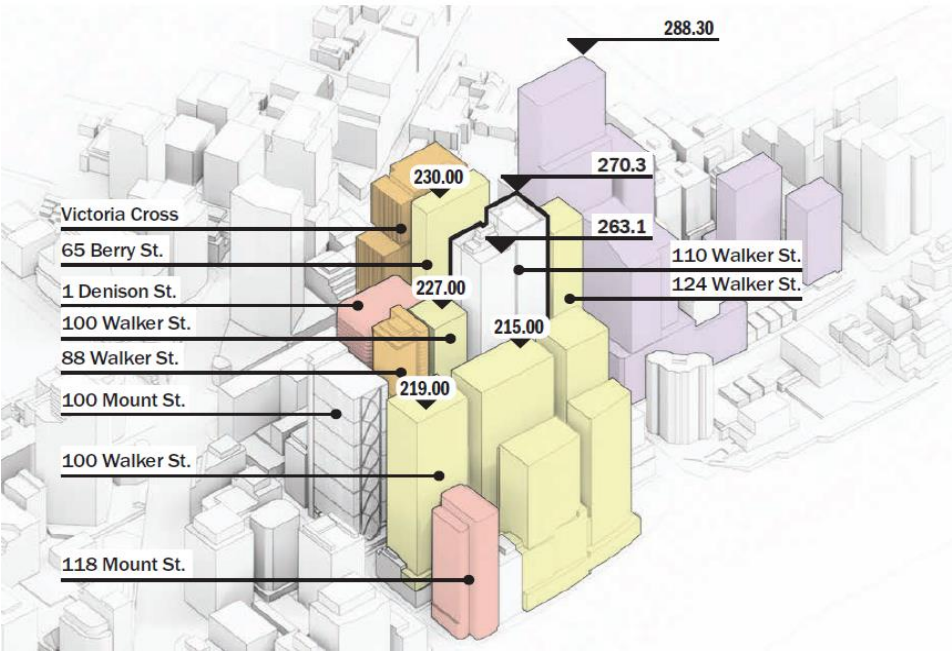 288.30
270.3
230.00
Victoria Cross
263.1
65 Berry St.
110 Walker St.
1 Denison St.
227.00
124 Walker St.
100 Walker St.
215.00
88 Walker St.
219.00
100 Mount St.
100 Walker St.
118 Mount St.